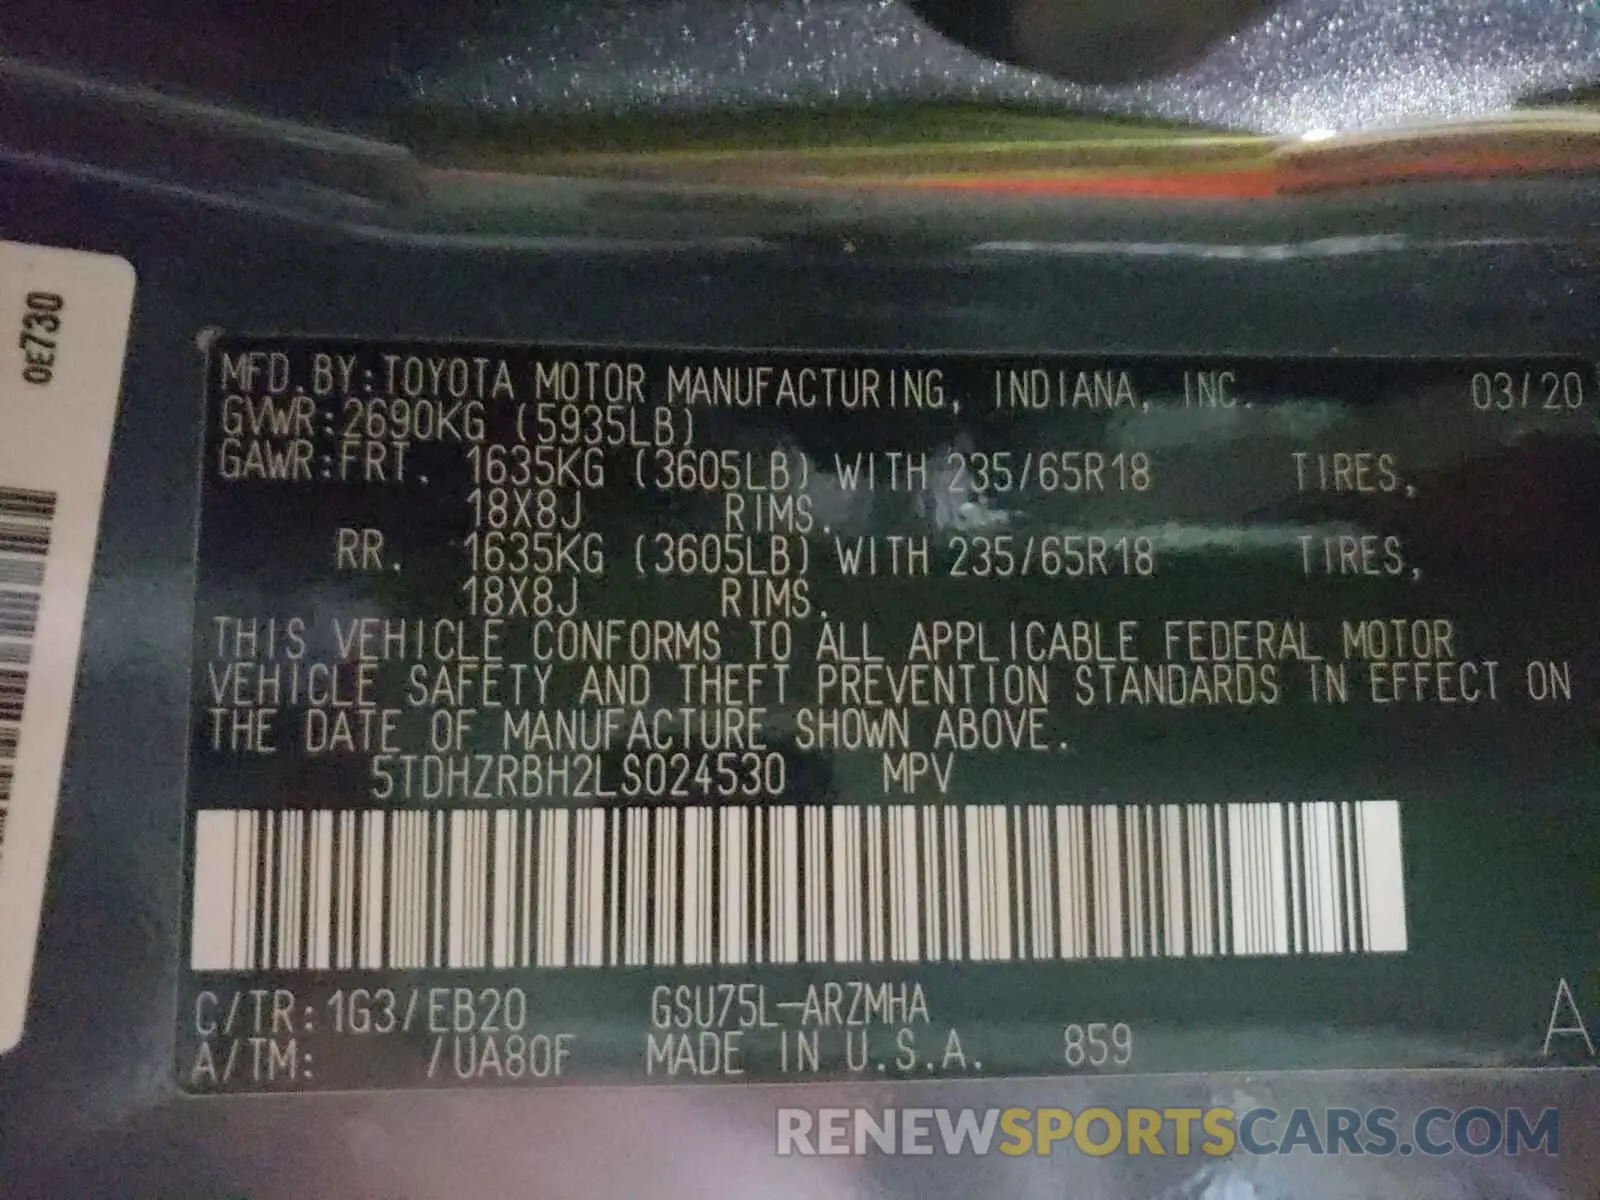 0E730
MFD.BY:TOYOTA MOTOR MANUFACTURING, INDIANA, INC. 03/20
GVWR:2690KG (5935LB)
GAWR:FRT. 1635KG (3605LB) WITH 235/65R18 TIRES,
18X8J RIMS.
RR. 1635KG (3605LB) WITH 235/65R18 TIRES,
18X8J RIMS.
THIS VEHICLE CONFORMS TO ALL APPLICABLE FEDERAL MOTOR
VEHICLE SAFETY AND THEFT PREVENTION STANDARDS IN EFFECT ON
THE DATE OF MANUFACTURE SHOWN ABOVE.
5TDHZRBH2LS024530 MPV
C/TR:1G3/EB20 GSU75L-ARZMHA
A/TM: /UA80F MADE IN U.S.A. 859
A
RENEWSPORTSCARS.COM